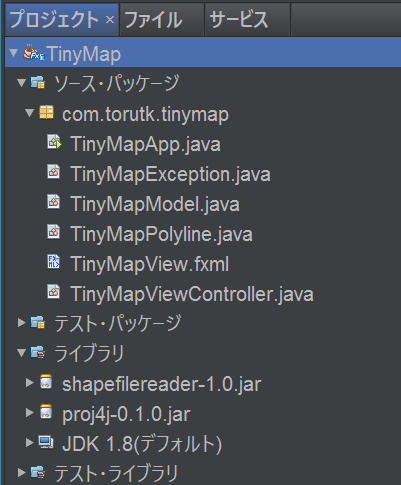 プロジェクト × ファイル サービス
TinyMap
ソース・パッケージ
com.torutk.tinymap
TinyMapApp.java
TinyMapException.java
TinyMapModel.java
TinyMapPolyline.java
TinyMapView.fxml
TinyMapViewController.java
テスト・パッケージ
ライブラリ
shapefilereader-1.0.jar
proj4j-0.1.0.jar
JDK 1.8(デフォルト)
テスト・ライブラリ